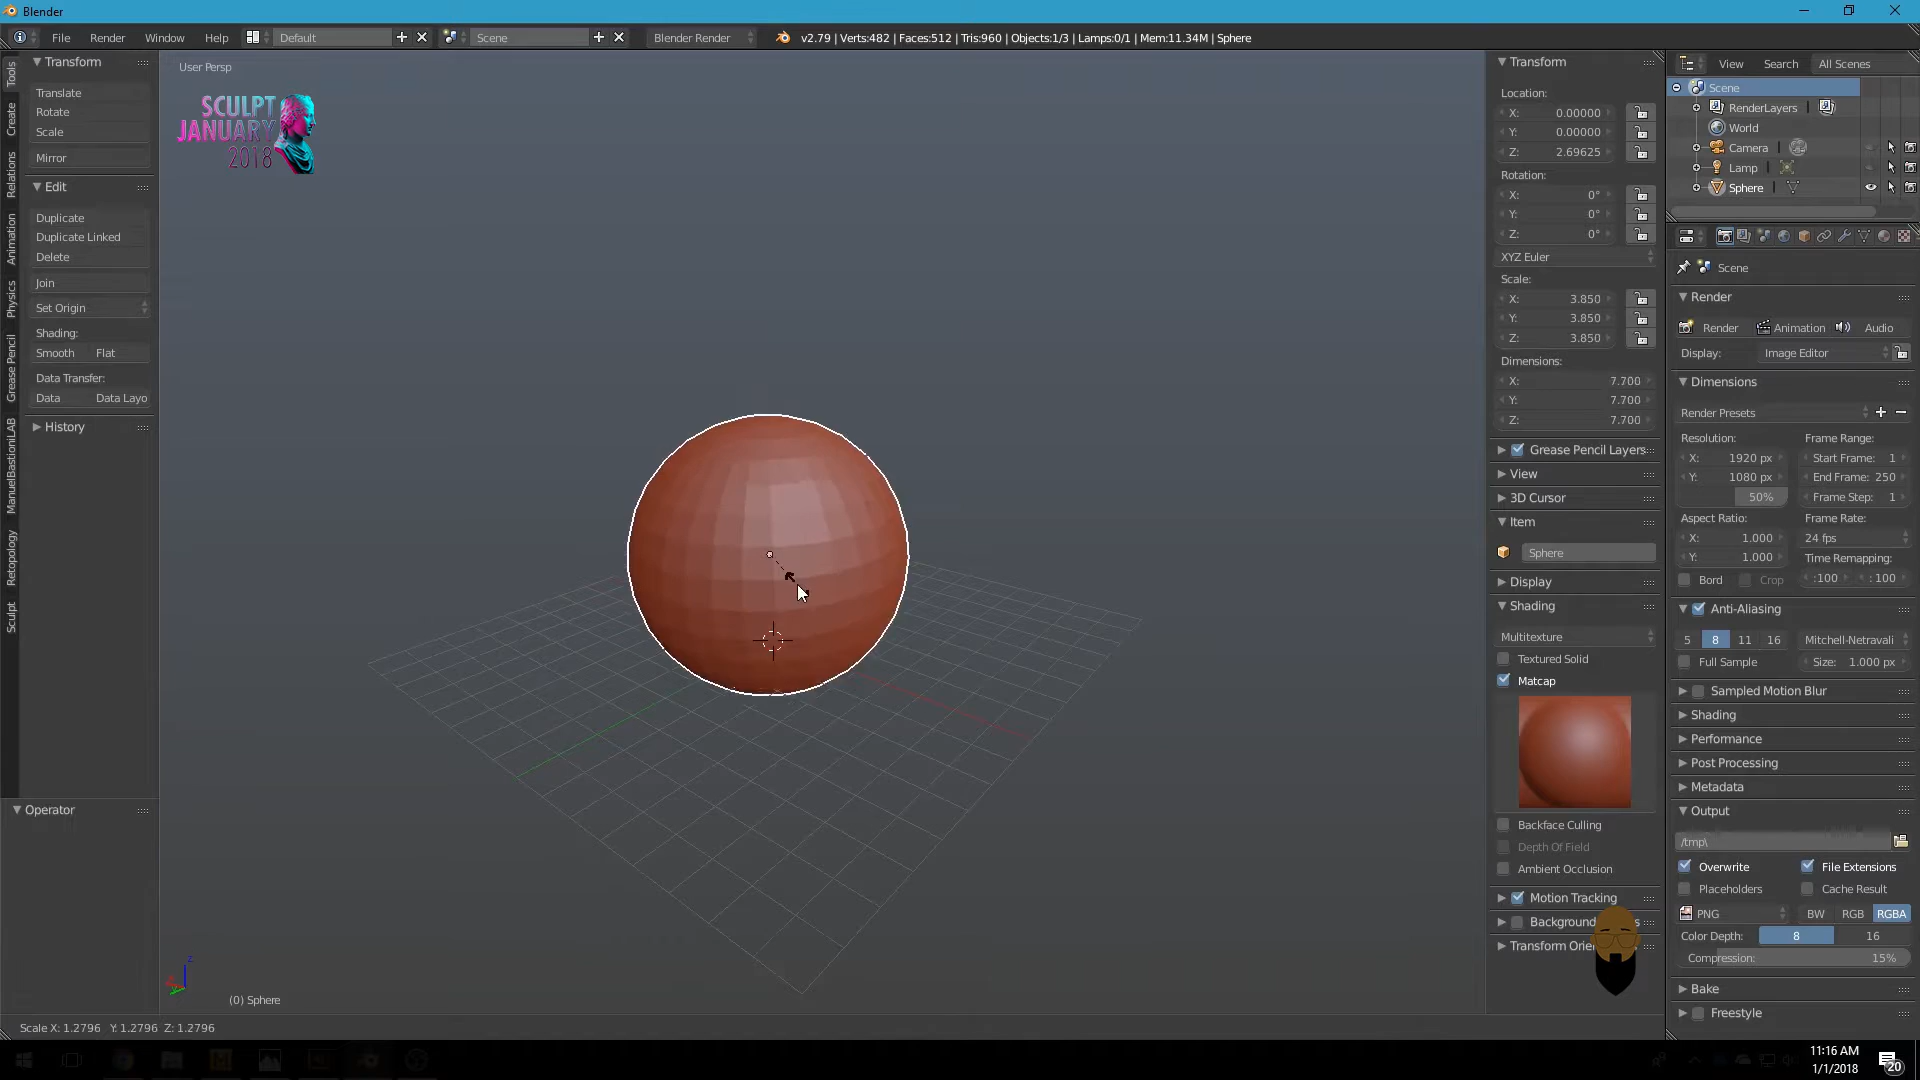 Blender
File Render Window Help Default Scene Blender Render v2.79 | Verts:482 | Faces:512 | Tris:960 | Objects:1/3 | Lamps:0/1 | Mem:11.34M | Sphere
Tools
Create
Relations
Animation
Physics
Grease Pencil
ManuelBastioniLAB
Retopology
Sculpt
Transform
Translate
Rotate
Scale
Mirror
Edit
Duplicate
Duplicate Linked
Delete
Join
Set Origin
Shading:
Smooth Flat
Data Transfer:
Data Data Layo
History
Operator
User Persp
SCULPT
JANUARY
2018
(0) Sphere
Scale X: 1.2796 Y: 1.2796 Z: 1.2796
Transform
Location:
X: 0.00000
Y: 0.00000
Z: 2.69625
Rotation:
X: 0°
Y: 0°
Z: 0°
XYZ Euler
Scale:
X: 3.850
Y: 3.850
Z: 3.850
Dimensions:
X: 7.700
Y: 7.700
Z: 7.700
Grease Pencil Layers
View
3D Cursor
Item
Sphere
Display
Shading
Multitexture
Textured Solid
Matcap
Backface Culling
Depth Of Field
Ambient Occlusion
Motion Tracking
Background
Transform Orie
View Search All Scenes
Scene
RenderLayers
World
Camera
Lamp
Sphere
Scene
Render
Render Animation Audio
Display: Image Editor
Dimensions
Render Presets
Resolution: Frame Range:
X: 1920 px Start Frame: 1
Y: 1080 px End Frame: 250
50% Frame Step: 1
Aspect Ratio: Frame Rate:
X: 1.000 24 fps
Y: 1.000 Time Remapping:
Bord Crop :100 : 100
Anti-Aliasing
5 8 11 16 Mitchell-Netravali
Full Sample Size: 1.000 px
Sampled Motion Blur
Shading
Performance
Post Processing
Metadata
Output
/tmp\
Overwrite File Extensions
Placeholders Cache Result
PNG BW RGB RGBA
Color Depth: 8 16
Compression: 15%
Bake
Freestyle
11:16 AM
1/1/2018
20